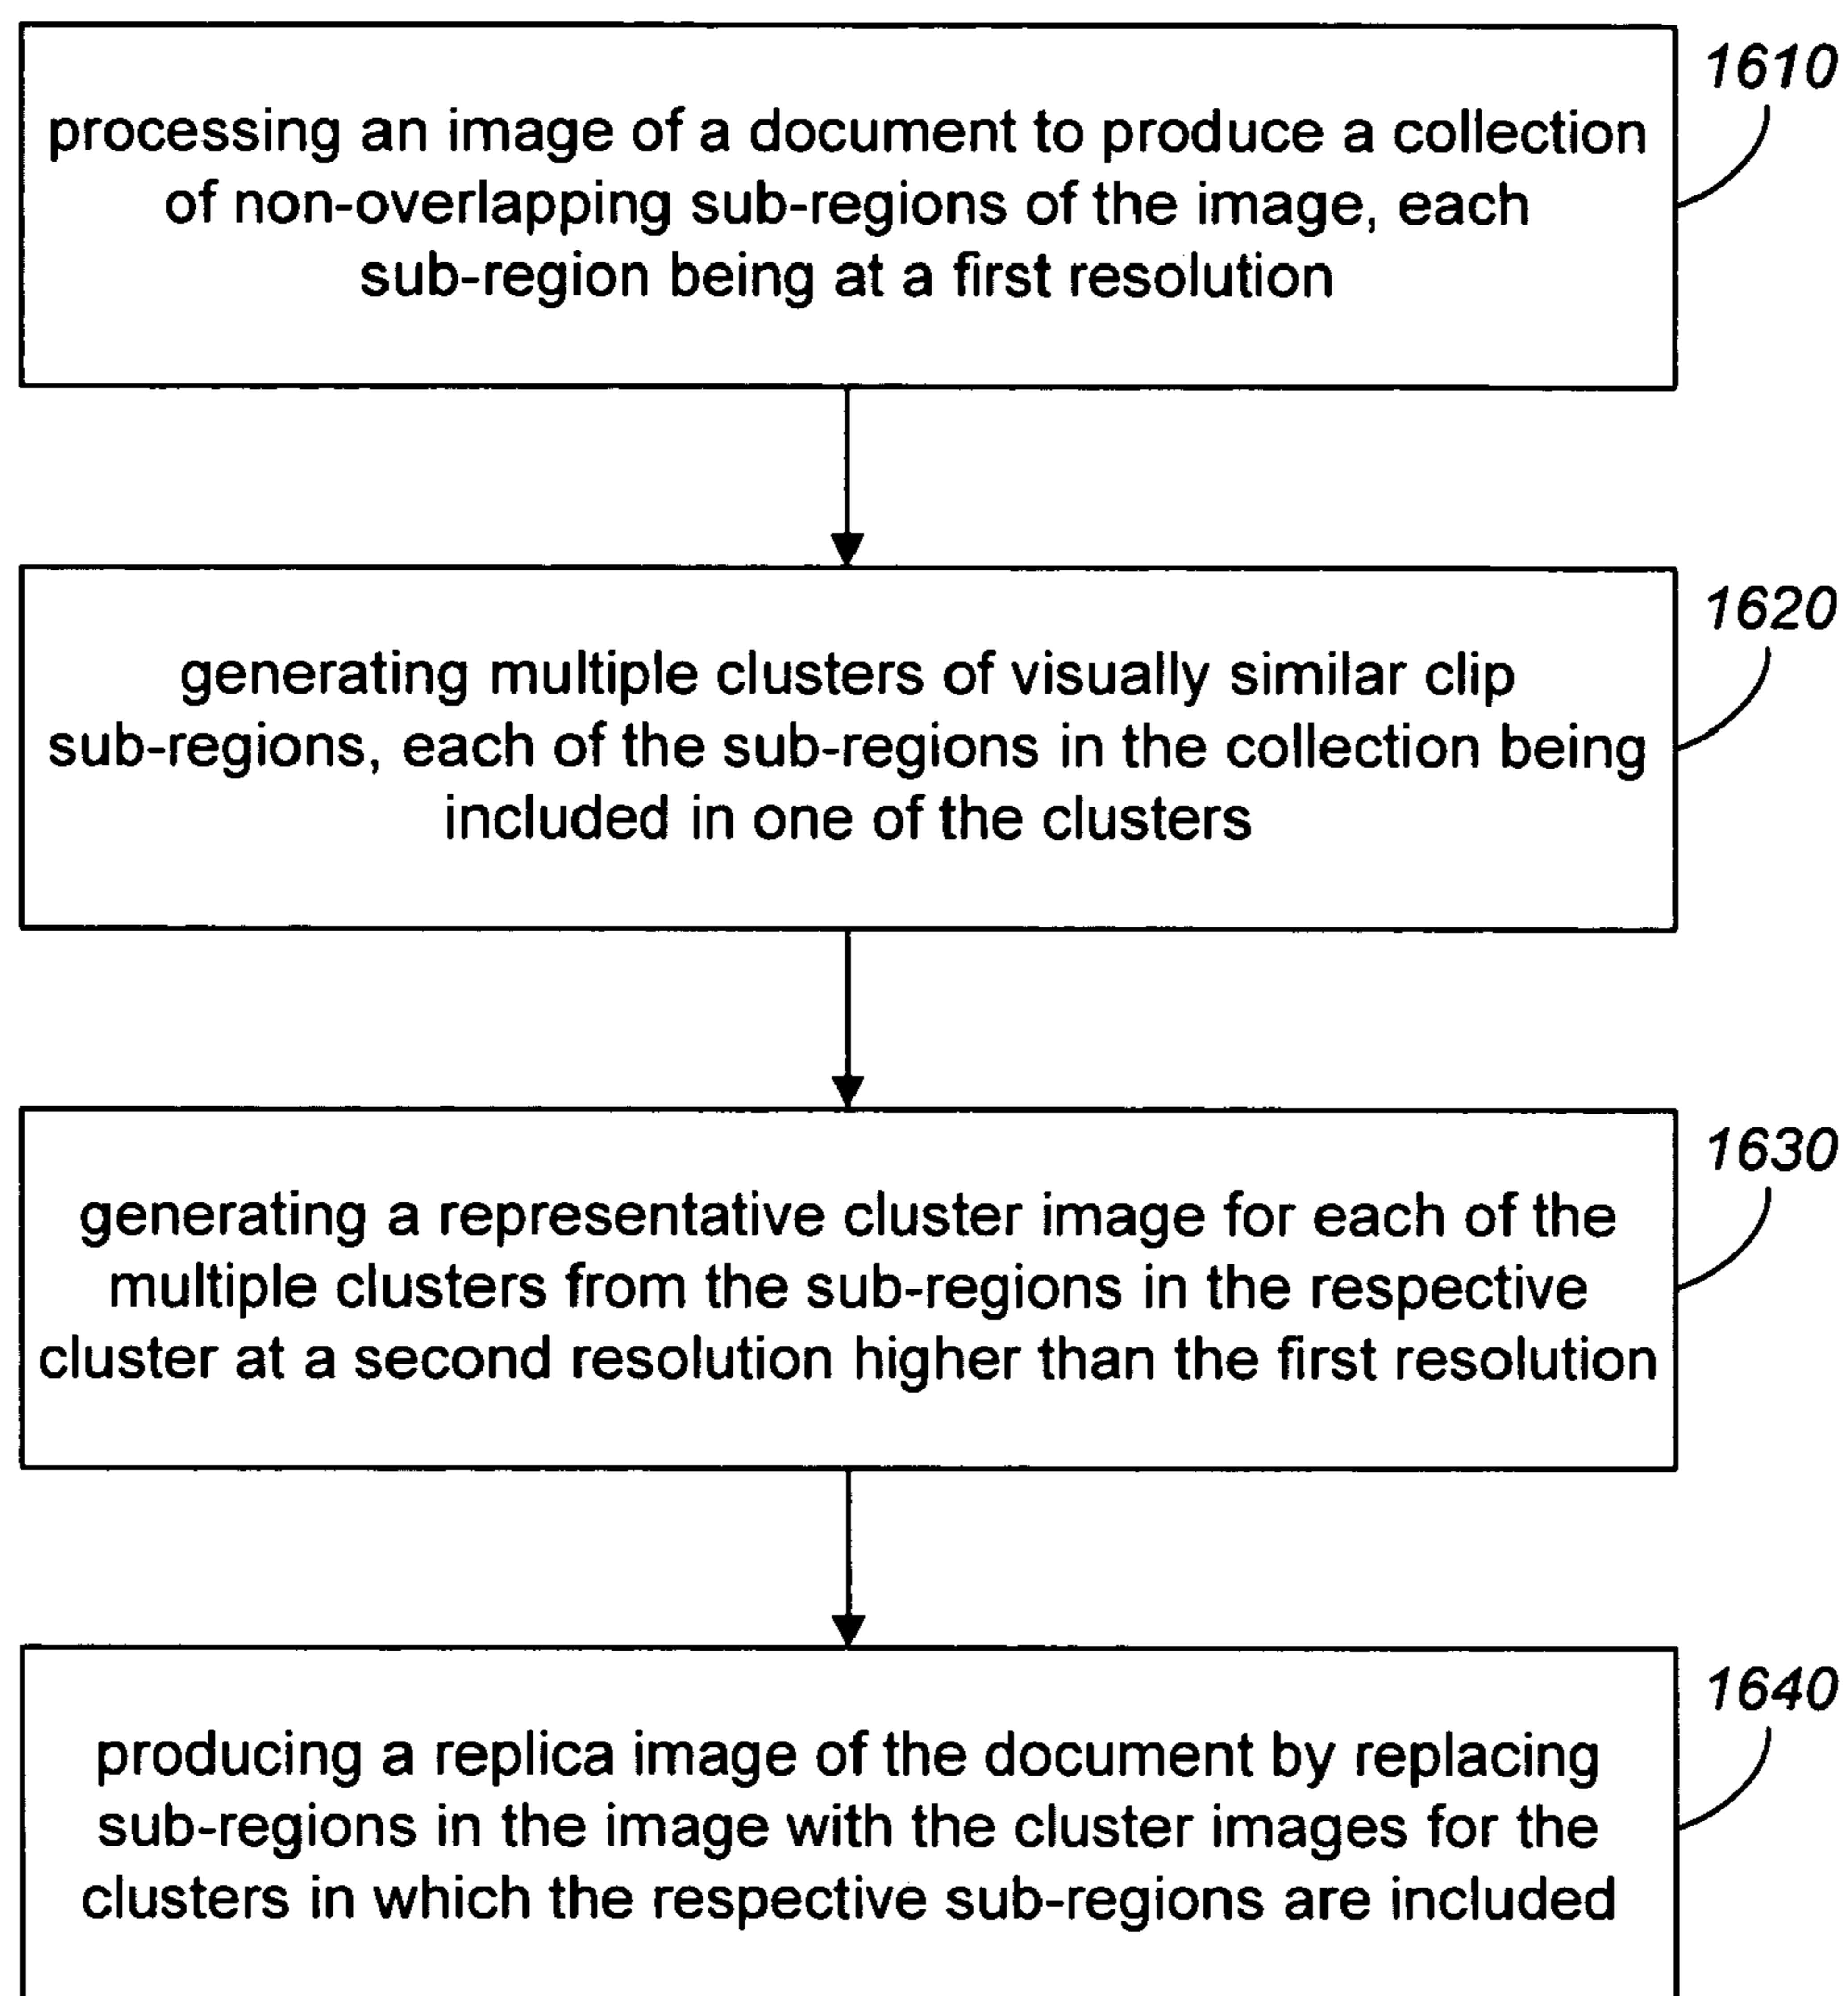 1610
processing an image of a document to produce a collection
of non-overlapping sub-regions of the image, each
sub-region being at a first resolution
1620
generating multiple clusters of visually similar clip
sub-regions, each of the sub-regions in the collection being
included in one of the clusters
1630
generating a representative cluster image for each of the
multiple clusters from the sub-regions in the respective
cluster at a second resolution higher than the first resolution
1640
producing a replica image of the document by replacing
sub-regions in the image with the cluster images for the
clusters in which the respective sub-regions are included